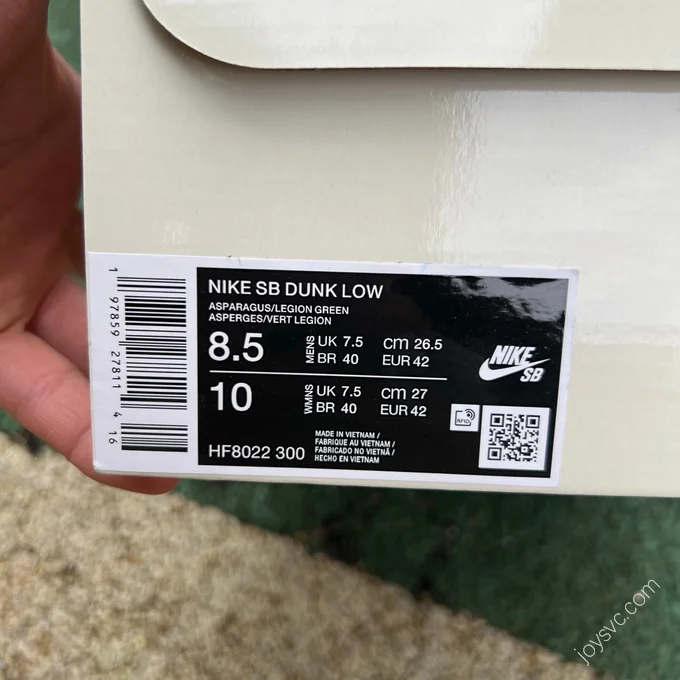 1 97859 27811 4 16
NIKE SB DUNK LOW
ASPARAGUS/LEGION GREEN
ASPERGES/VERT LEGION
8.5 MENS UK 7.5 cm 26.5
BR 40 EUR 42
10 WMNS UK 7.5 cm 27
BR 40 EUR 42
HF8022 300
MADE IN VIETNAM /
FABRIQUE AU VIETNAM /
FABRICADO NO VIETNÃ /
HECHO EN VIETNAM
NIKE
SB
RFID
joysvc.com